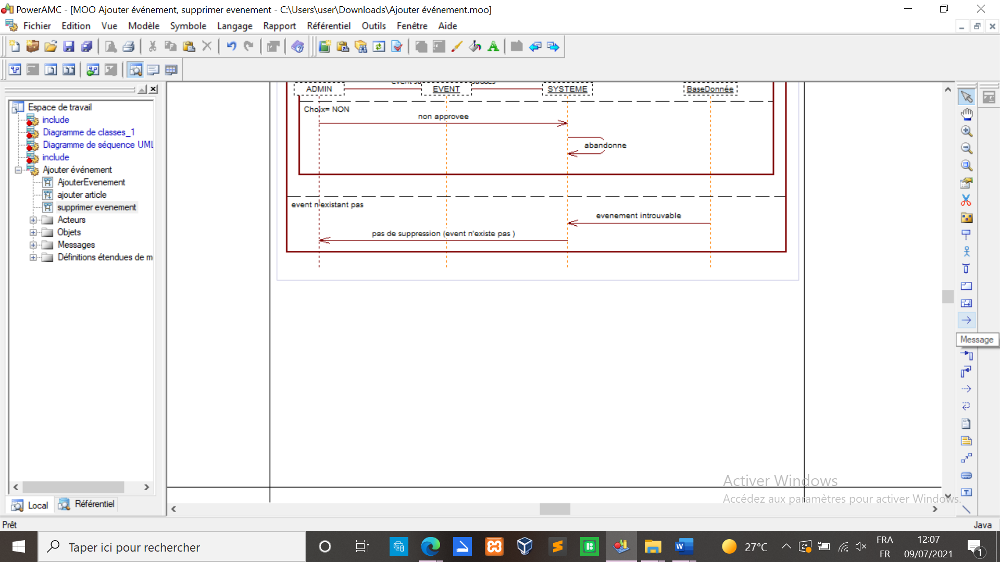 PowerAMC - [MOO Ajouter événement, supprimer evenement - C:\Users\user\Downloads\Ajouter événement.moo]
Fichier Edition Vue Modèle Symbole Langage Rapport Référentiel Outils Fenêtre Aide
Espace de travail
include
Diagramme de classes_1
Diagramme de séquence UML
include
Ajouter événement
AjouterEvenement
ajouter article
supprimer evenement
Acteurs
Objets
Messages
Définitions étendues de m
Local Référentiel
ADMIN EVENT SYSTEME BaseDonnée
Choix= NON
non approvee
abandonne
event n'existant pas
evenement introuvable
pas de suppression (event n'existe pas )
Message
Activer Windows
Accédez aux paramètres pour activer Windows.
Prêt Java
Taper ici pour rechercher
27°C
FRA
FR
12:07
09/07/2021
1